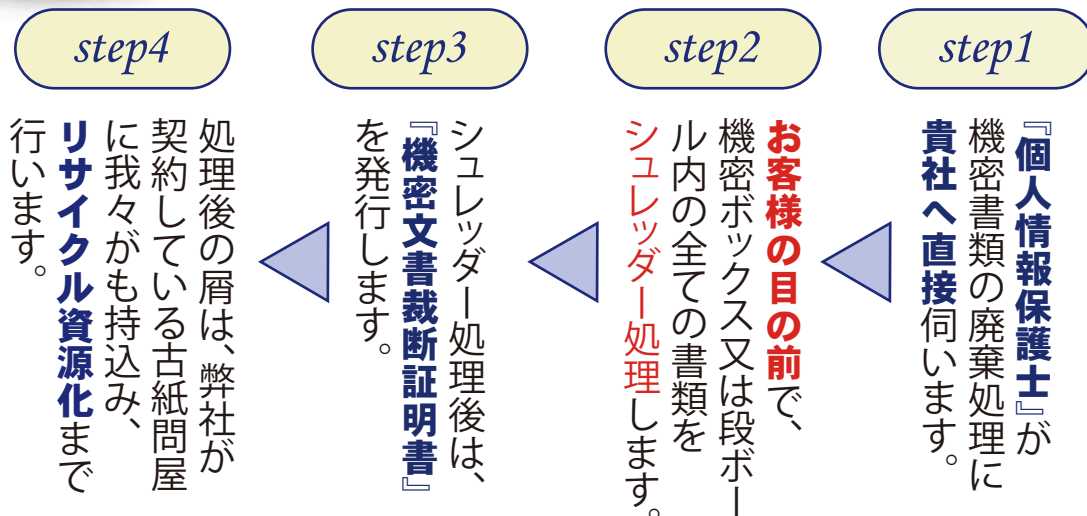 step1
『個人情報保護士』が
機密書類の廃棄処理に
貴社へ直接伺います。
step2
お客様の目の前で、
機密ボックス又は段ボー
ル内の全ての書類を
シュレッダー処理します。
step3
シュレッダー処理後は、
『機密文書裁断証明書』
を発行します。
step4
処理後の屑は、弊社が
契約している古紙問屋
に我々がも持込み、
リサイクル資源化まで
行います。